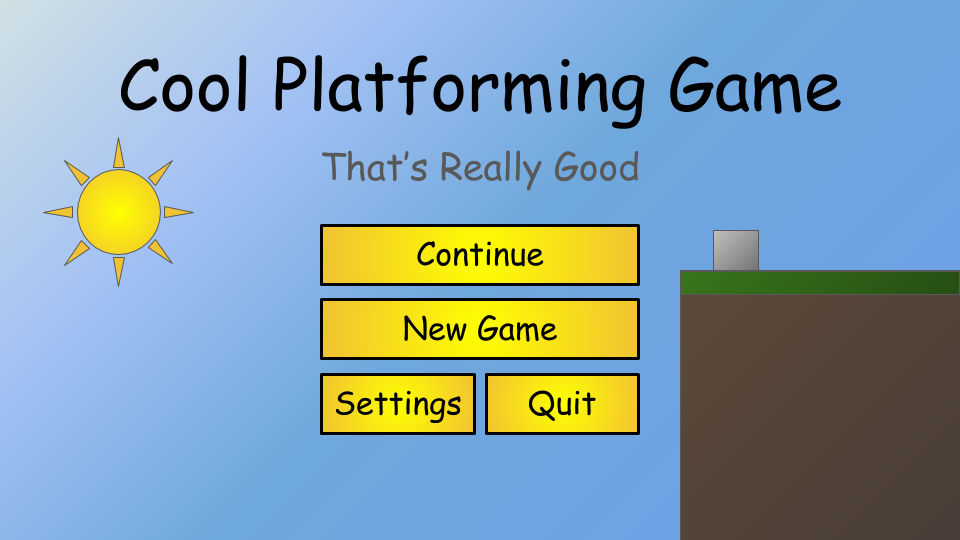 Cool Platforming Game
That's Really Good
Continue
New Game
Settings
Quit